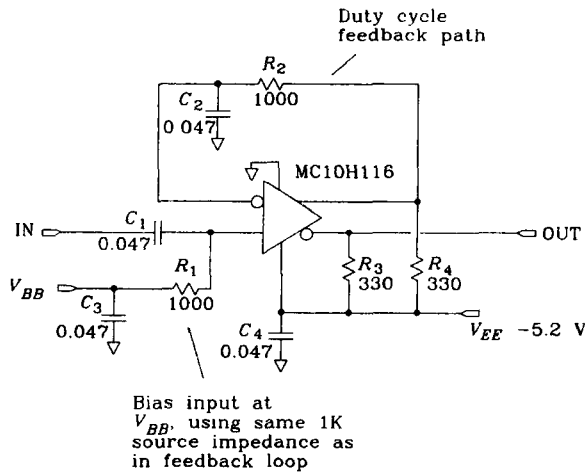 Duty cycle
feedback path
R2
1000
C2
0 047
MC10H116
IN
C1
0.047
OUT
R1
1000
VBB
C3
0.047
R3
330
R4
330
C4
0.047
VEE -5.2 V
Bias input at
VBB, using same 1K
source impedance as
in feedback loop